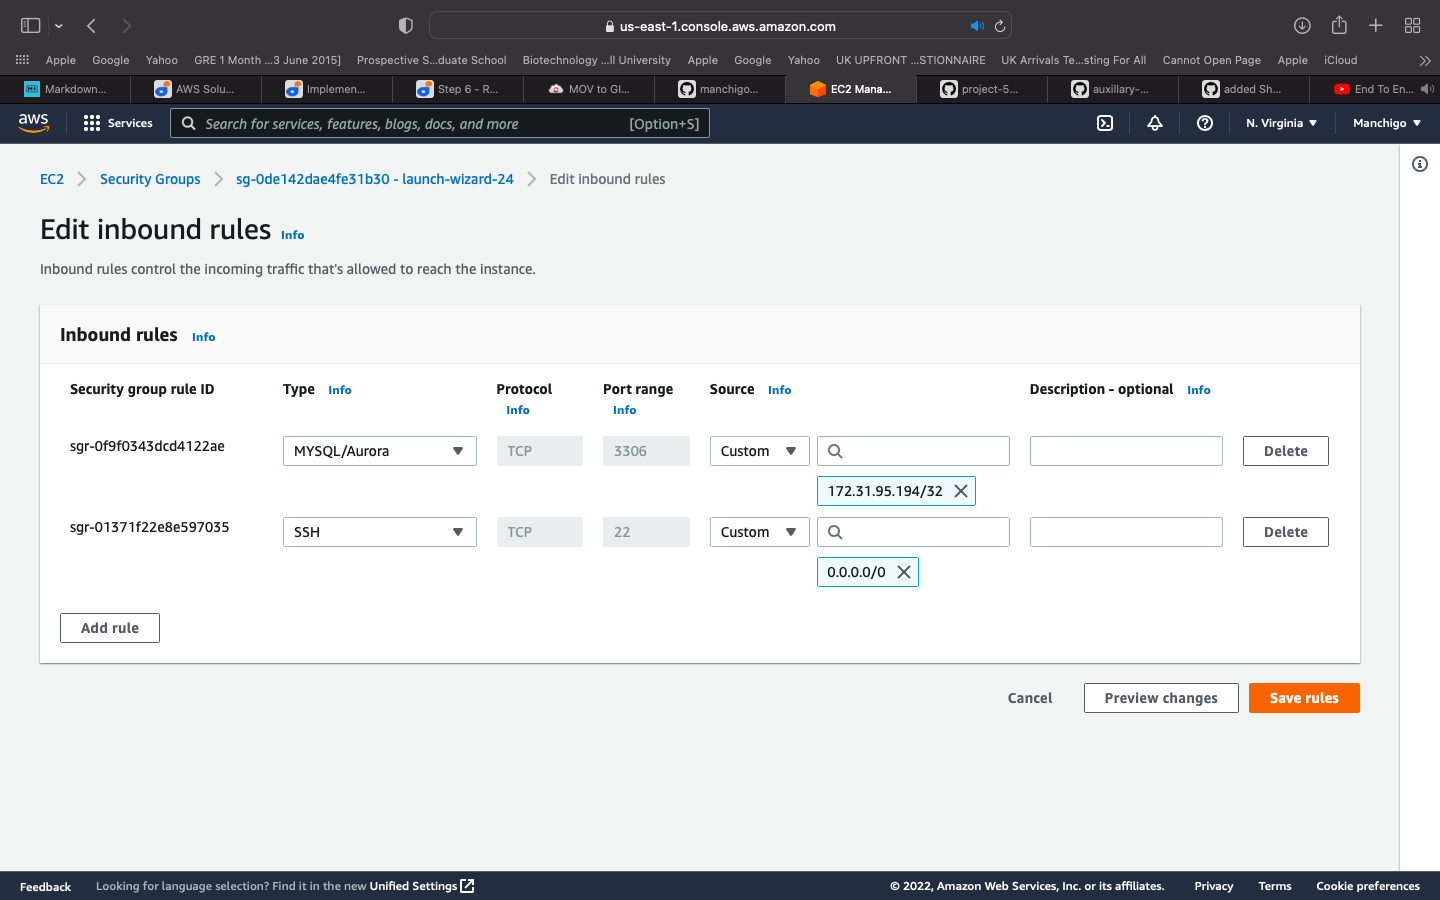 us-east-1.console.aws.amazon.com
Apple Google Yahoo GRE 1 Month ...3 June 2015] Prospective S...duate School Biotechnology ...ll University Apple Google Yahoo UK UPFRONT ...STIONNAIRE UK Arrivals Te...sting For All Cannot Open Page Apple iCloud
Markdown... AWS Solu... Implemen... Step 6 - R... MOV to GI... manchigo... EC2 Mana... project-5... auxillary-... added Sh... End To En...
aws Services Search for services, features, blogs, docs, and more [Option+S] N. Virginia Manchigo
EC2 Security Groups sg-0de142dae4fe31b30 - launch-wizard-24 Edit inbound rules
Edit inbound rules Info
Inbound rules control the incoming traffic that's allowed to reach the instance.
Inbound rules Info
Security group rule ID Type Info Protocol Info Port range Info Source Info Description - optional Info
sgr-0f9f0343dcd4122ae MYSQL/Aurora TCP 3306 Custom Delete
172.31.95.194/32
sgr-01371f22e8e597035 SSH TCP 22 Custom Delete
0.0.0.0/0
Add rule
Cancel Preview changes Save rules
Feedback Looking for language selection? Find it in the new Unified Settings © 2022, Amazon Web Services, Inc. or its affiliates. Privacy Terms Cookie preferences